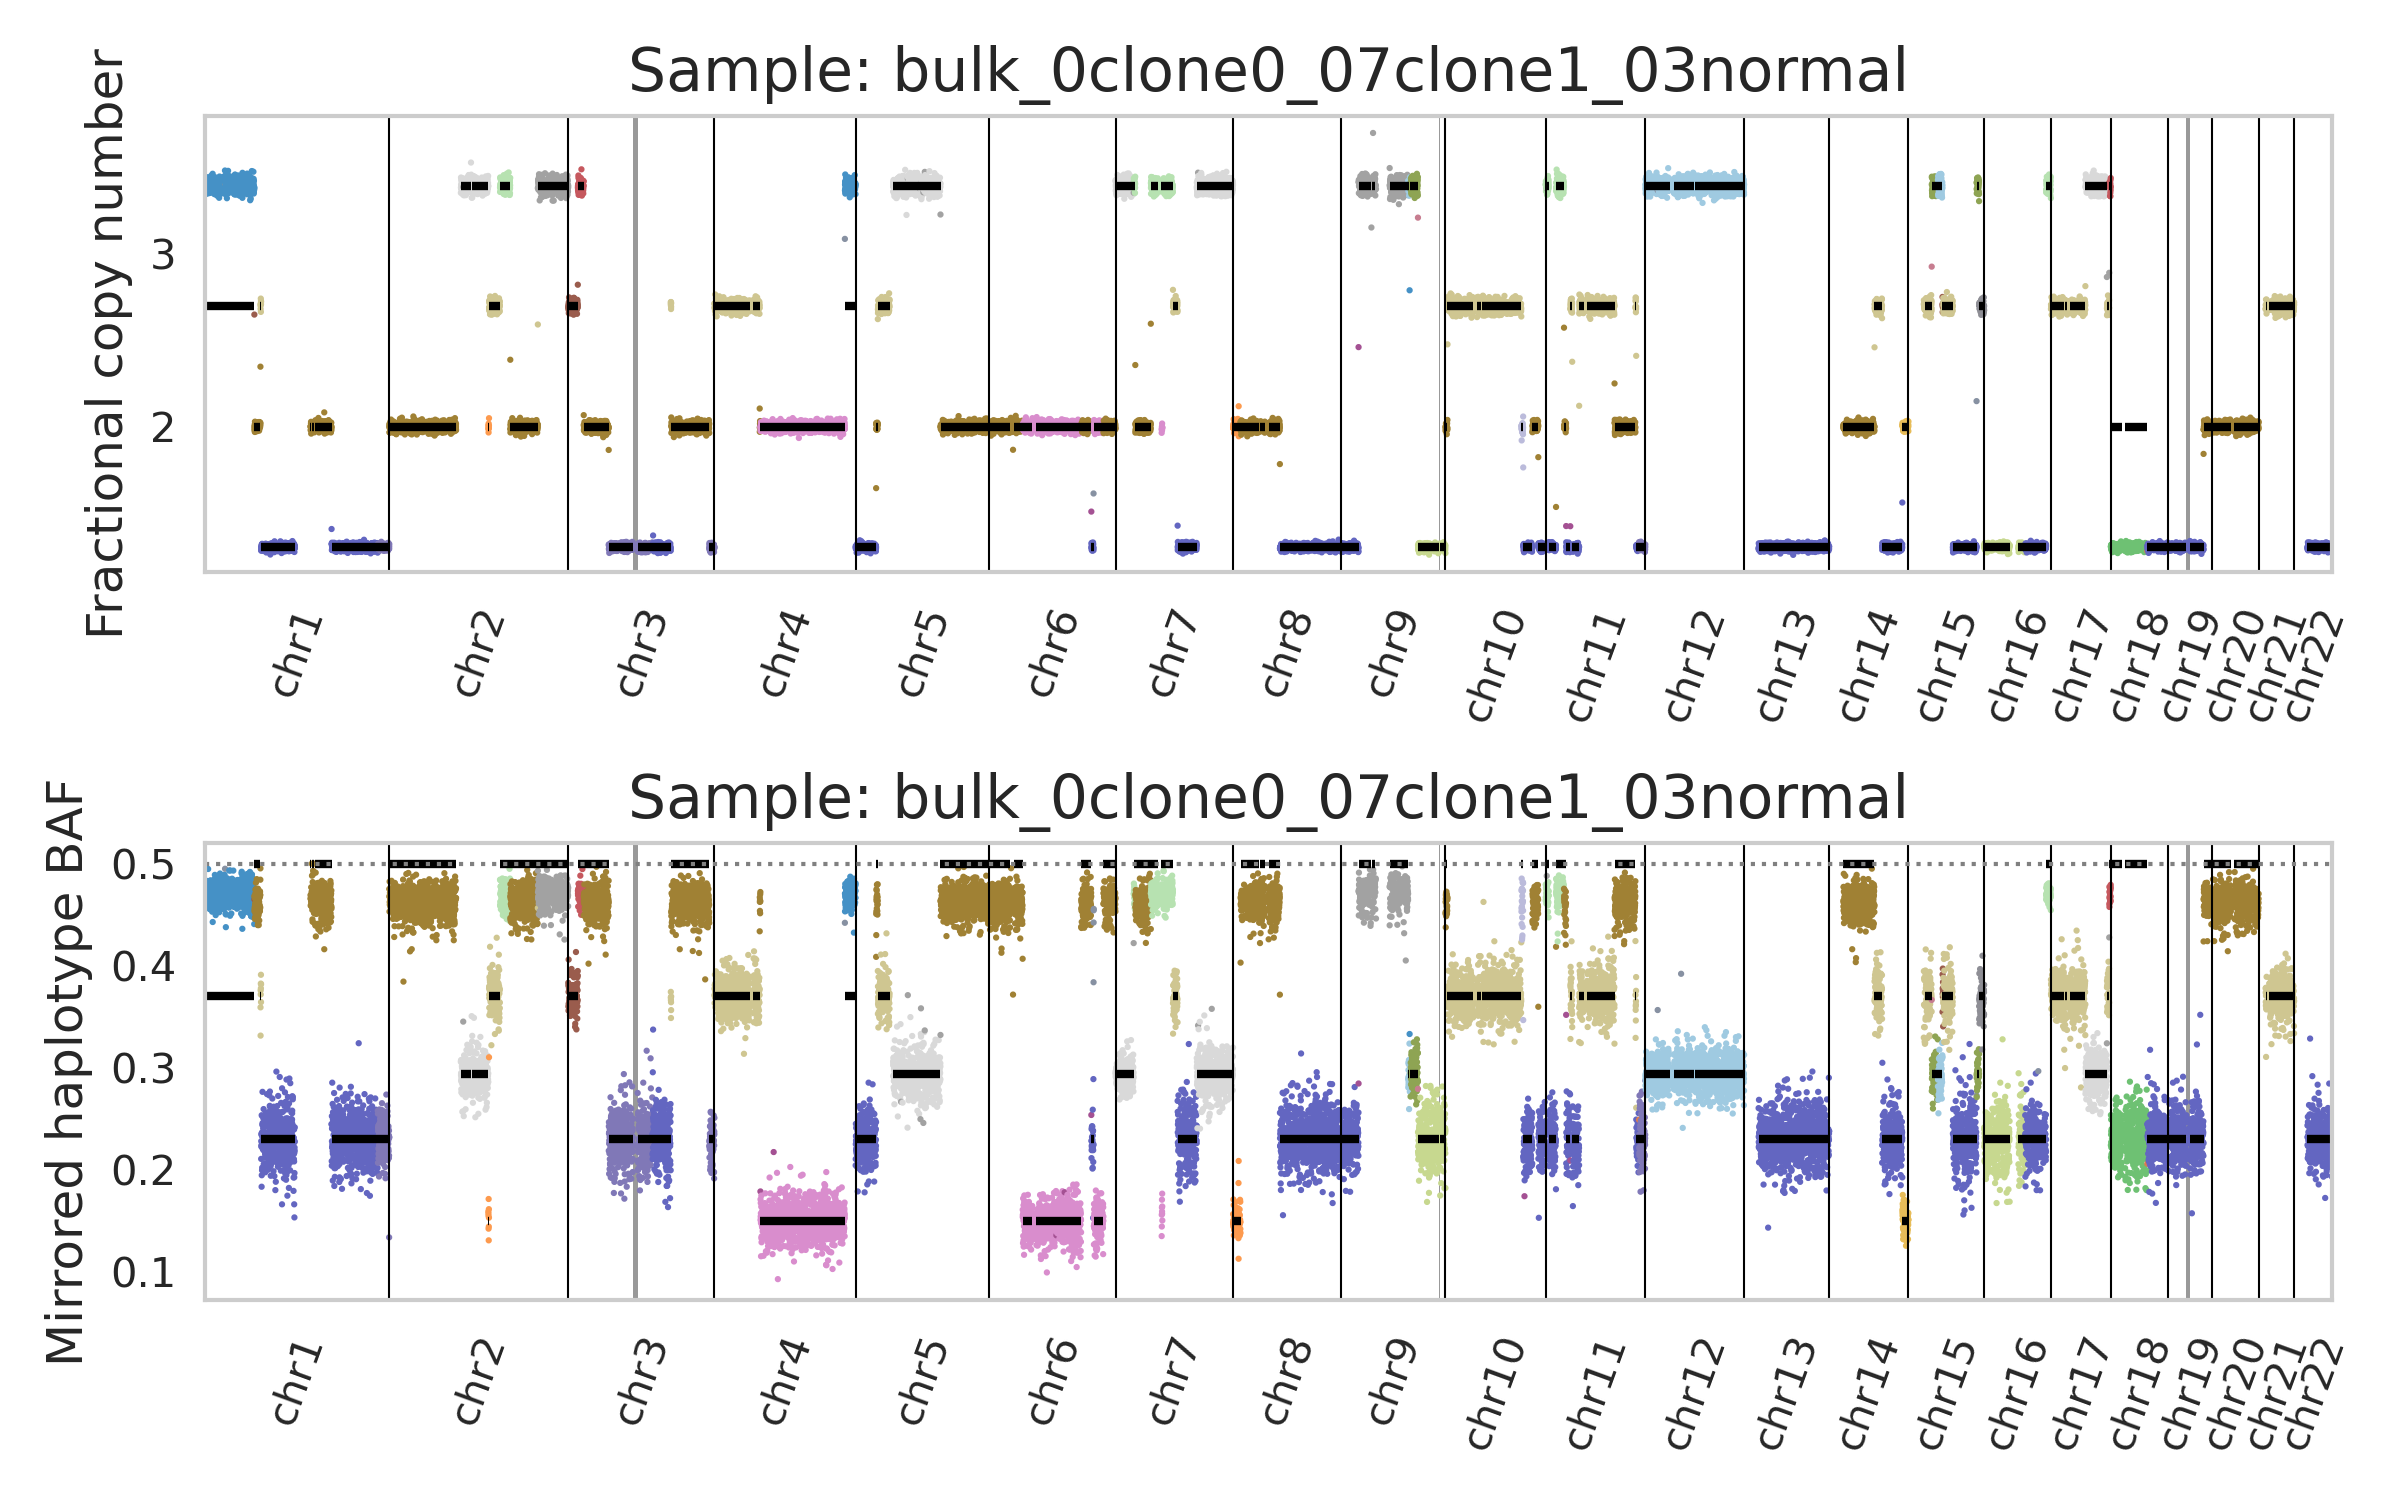 Sample: bulk_0clone0_07clone1_03normal
Fractional copy number
3
2
chr1 chr2 chr3 chr4 chr5 chr6 chr7 chr8 chr9 chr10 chr11 chr12 chr13 chr14 chr15 chr16 chr17 chr18 chr19 chr20 chr21 chr22
Sample: bulk_0clone0_07clone1_03normal
Mirrored haplotype BAF
0.5
0.4
0.3
0.2
0.1
chr1 chr2 chr3 chr4 chr5 chr6 chr7 chr8 chr9 chr10 chr11 chr12 chr13 chr14 chr15 chr16 chr17 chr18 chr19 chr20 chr21 chr22